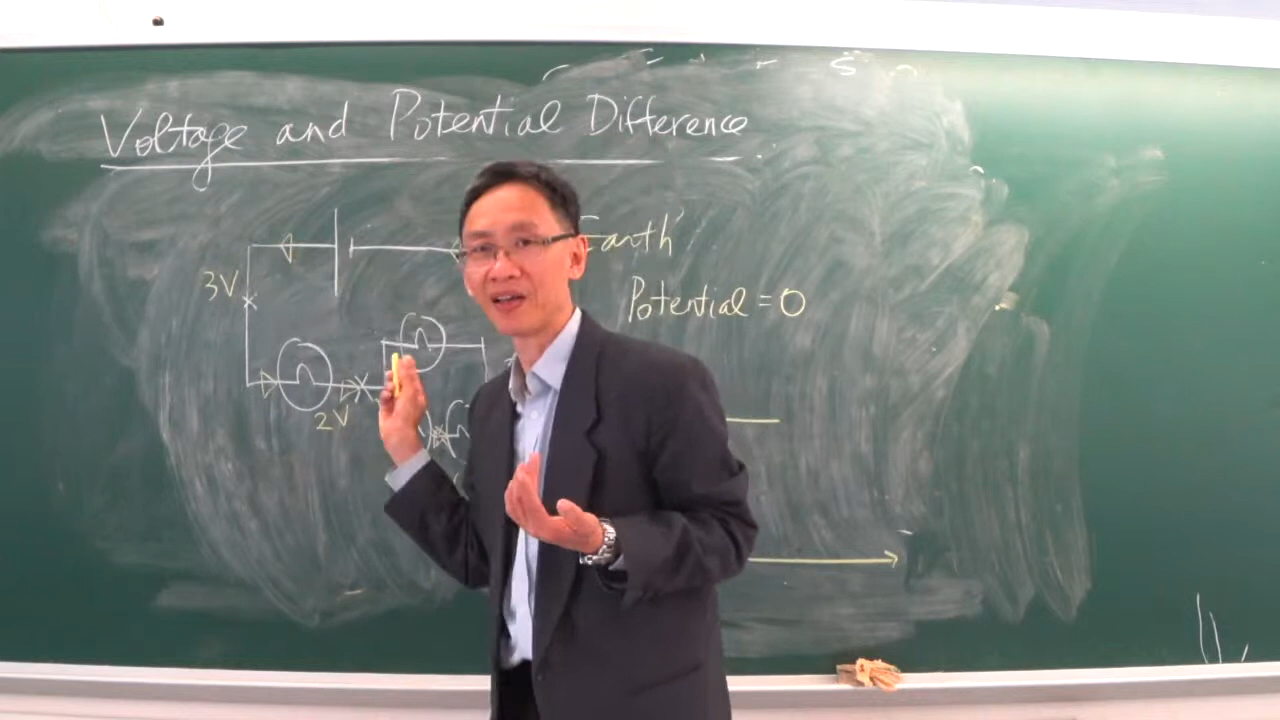 Voltage and Potential Difference
Earth'
3V
Potential = 0
2V